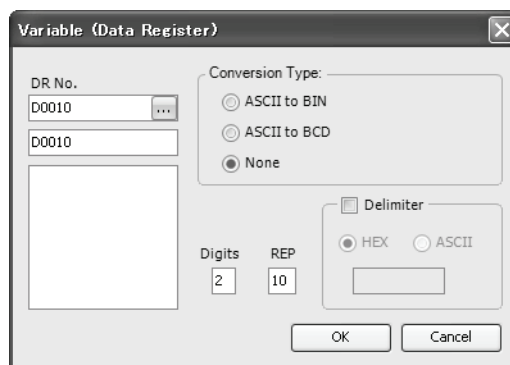 Variable (Data Register)
DR No.
D0010
...
D0010
Conversion Type:
ASCII to BIN
ASCII to BCD
None
Digits
2
REP
10
Delimiter
HEX
ASCII
OK
Cancel